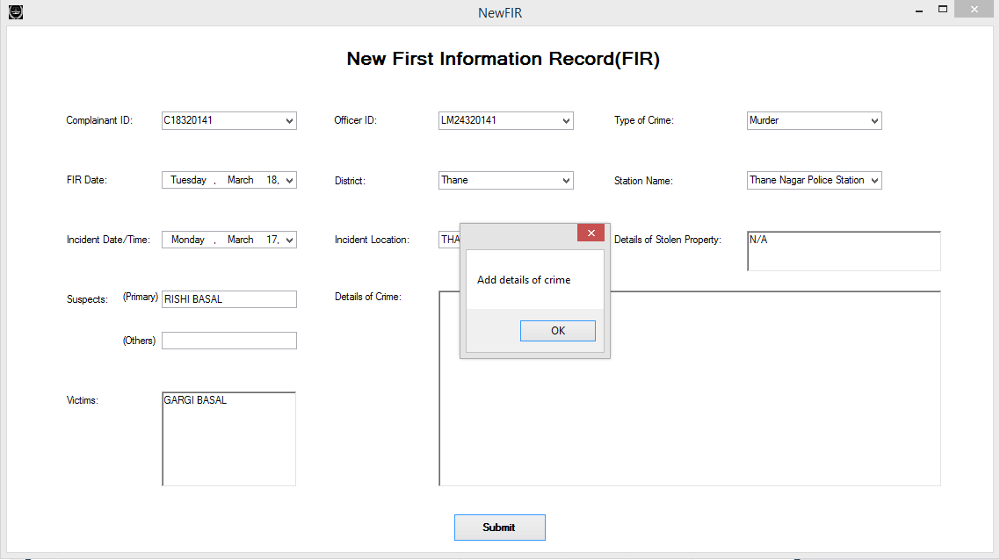 NewFIR
New First Information Record(FIR)
Complainant ID: C18320141 Officer ID: LM24320141 Type of Crime: Murder
FIR Date: Tuesday , March 18, District: Thane Station Name: Thane Nagar Police Station
Incident Date/Time: Monday , March 17, Incident Location: THA Details of Stolen Property: N/A
Add details of crime
OK
Suspects: (Primary) RISHI BASAL Details of Crime:
(Others)
Victims: GARGI BASAL
Submit